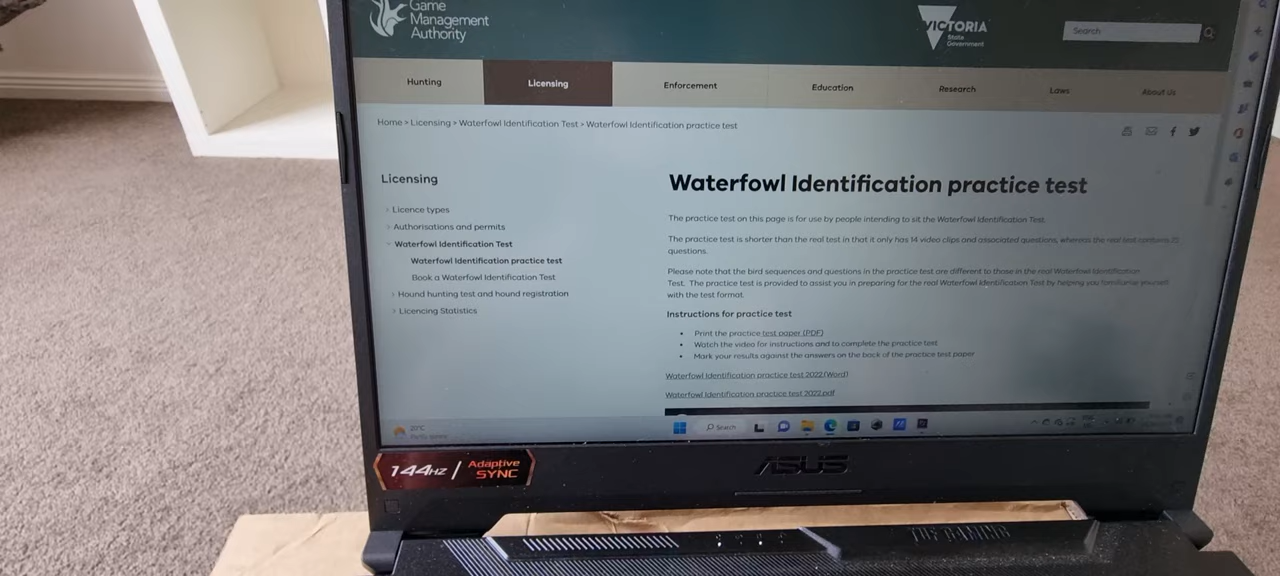 Game
Management
Authority
VICTORIA
State
Government
Search
Hunting
Licensing
Enforcement
Education
Research
Laws
About Us
Home > Licensing > Waterfowl Identification Test > Waterfowl Identification practice test
Licensing
Licence types
Authorisations and permits
Waterfowl Identification Test
Waterfowl Identification practice test
Book a Waterfowl Identification Test
Hound hunting test and hound registration
Licencing Statistics
Waterfowl Identification practice test
The practice test on this page is for use by people intending to sit the Waterfowl Identification Test.
The practice test is shorter than the real test in that it only has 14 video clips and associated questions, whereas the real test contains 25
questions.
Please note that the bird sequences and questions in the practice test are different to those in the real Waterfowl Identification
Test. The practice test is provided to assist you in preparing for the real Waterfowl Identification Test by helping you familiarise yourself
with the test format.
Instructions for practice test
• Print the practice test paper (PDF)
• Watch the video for instructions and to complete the practice test
• Mark your results against the answers on the back of the practice test paper
Waterfowl Identification practice test 2022 (Word)
Waterfowl Identification practice test 2022.pdf
20°C
Search
144HZ / Adaptive
SYNC
ASUS
TUF GAMING